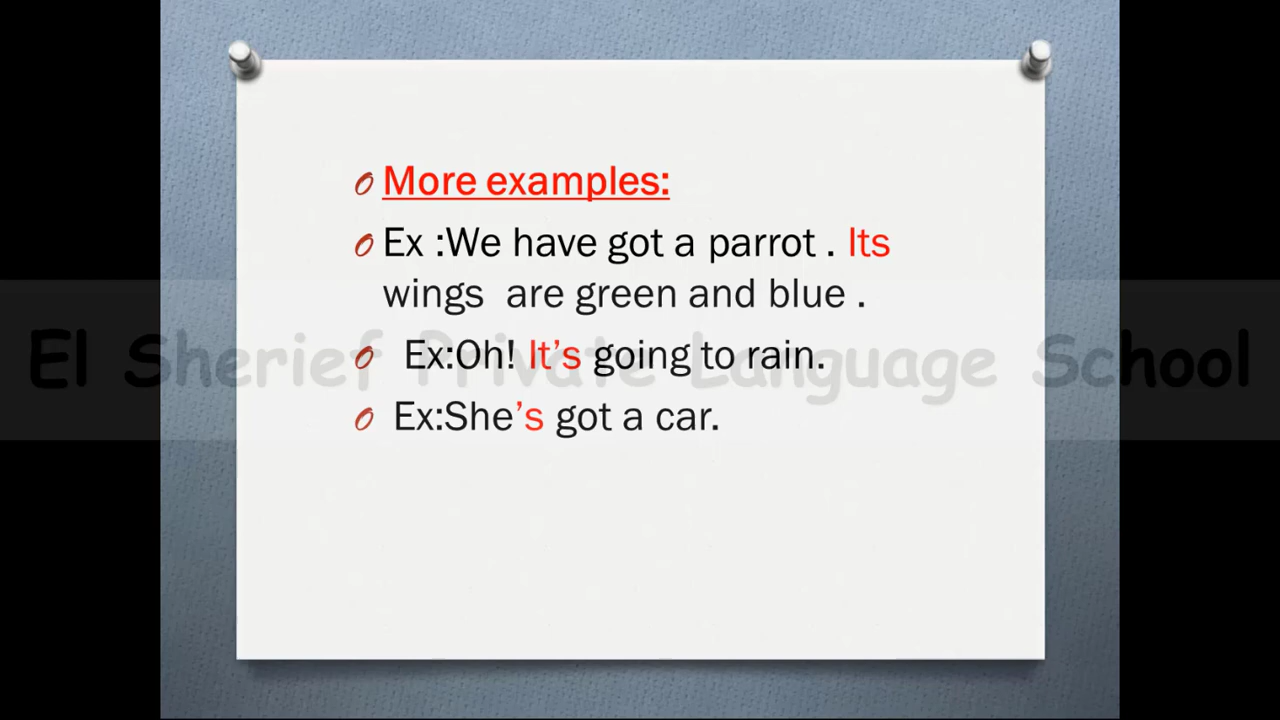 More examples:
Ex :We have got a parrot . Its
wings  are green and blue .
Ex:Oh! It’s going to rain.
El Sherief Private Language School
Ex:She’s got a car.